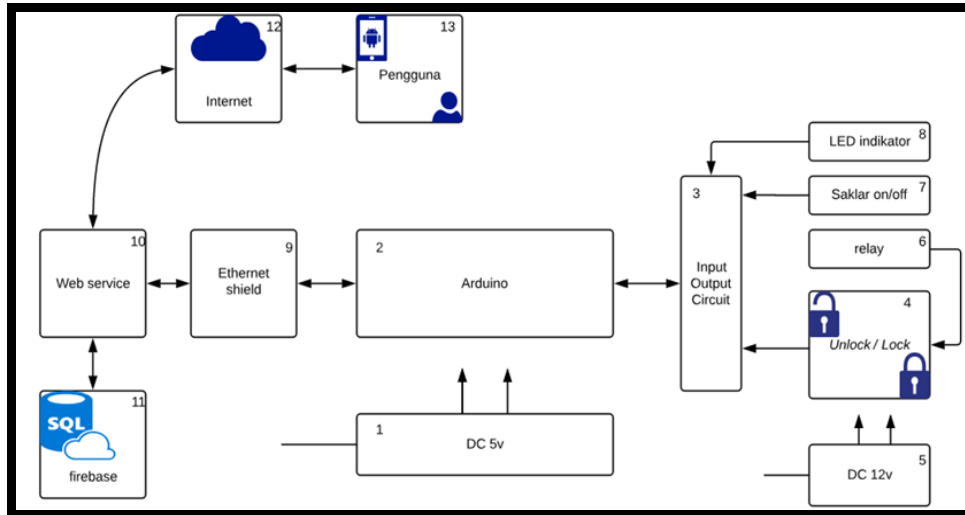 12
Internet
13
Pengguna
8
LED indikator
7
Saklar on/off
6
relay
3
Input
Output
Circuit
4
Unlock / Lock
10
Web service
9
Ethernet
shield
2
Arduino
11
SQL
firebase
1
DC 5v
5
DC 12v